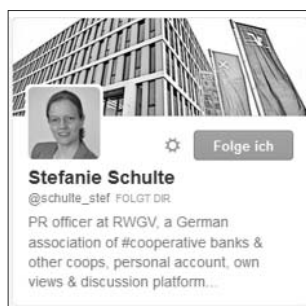 Folge ich
Stefanie Schulte
@schulte_stef FOLGT DIR
PR officer at RWGV, a German
association of #cooperative banks &
other coops, personal account, own
views & discussion platform...